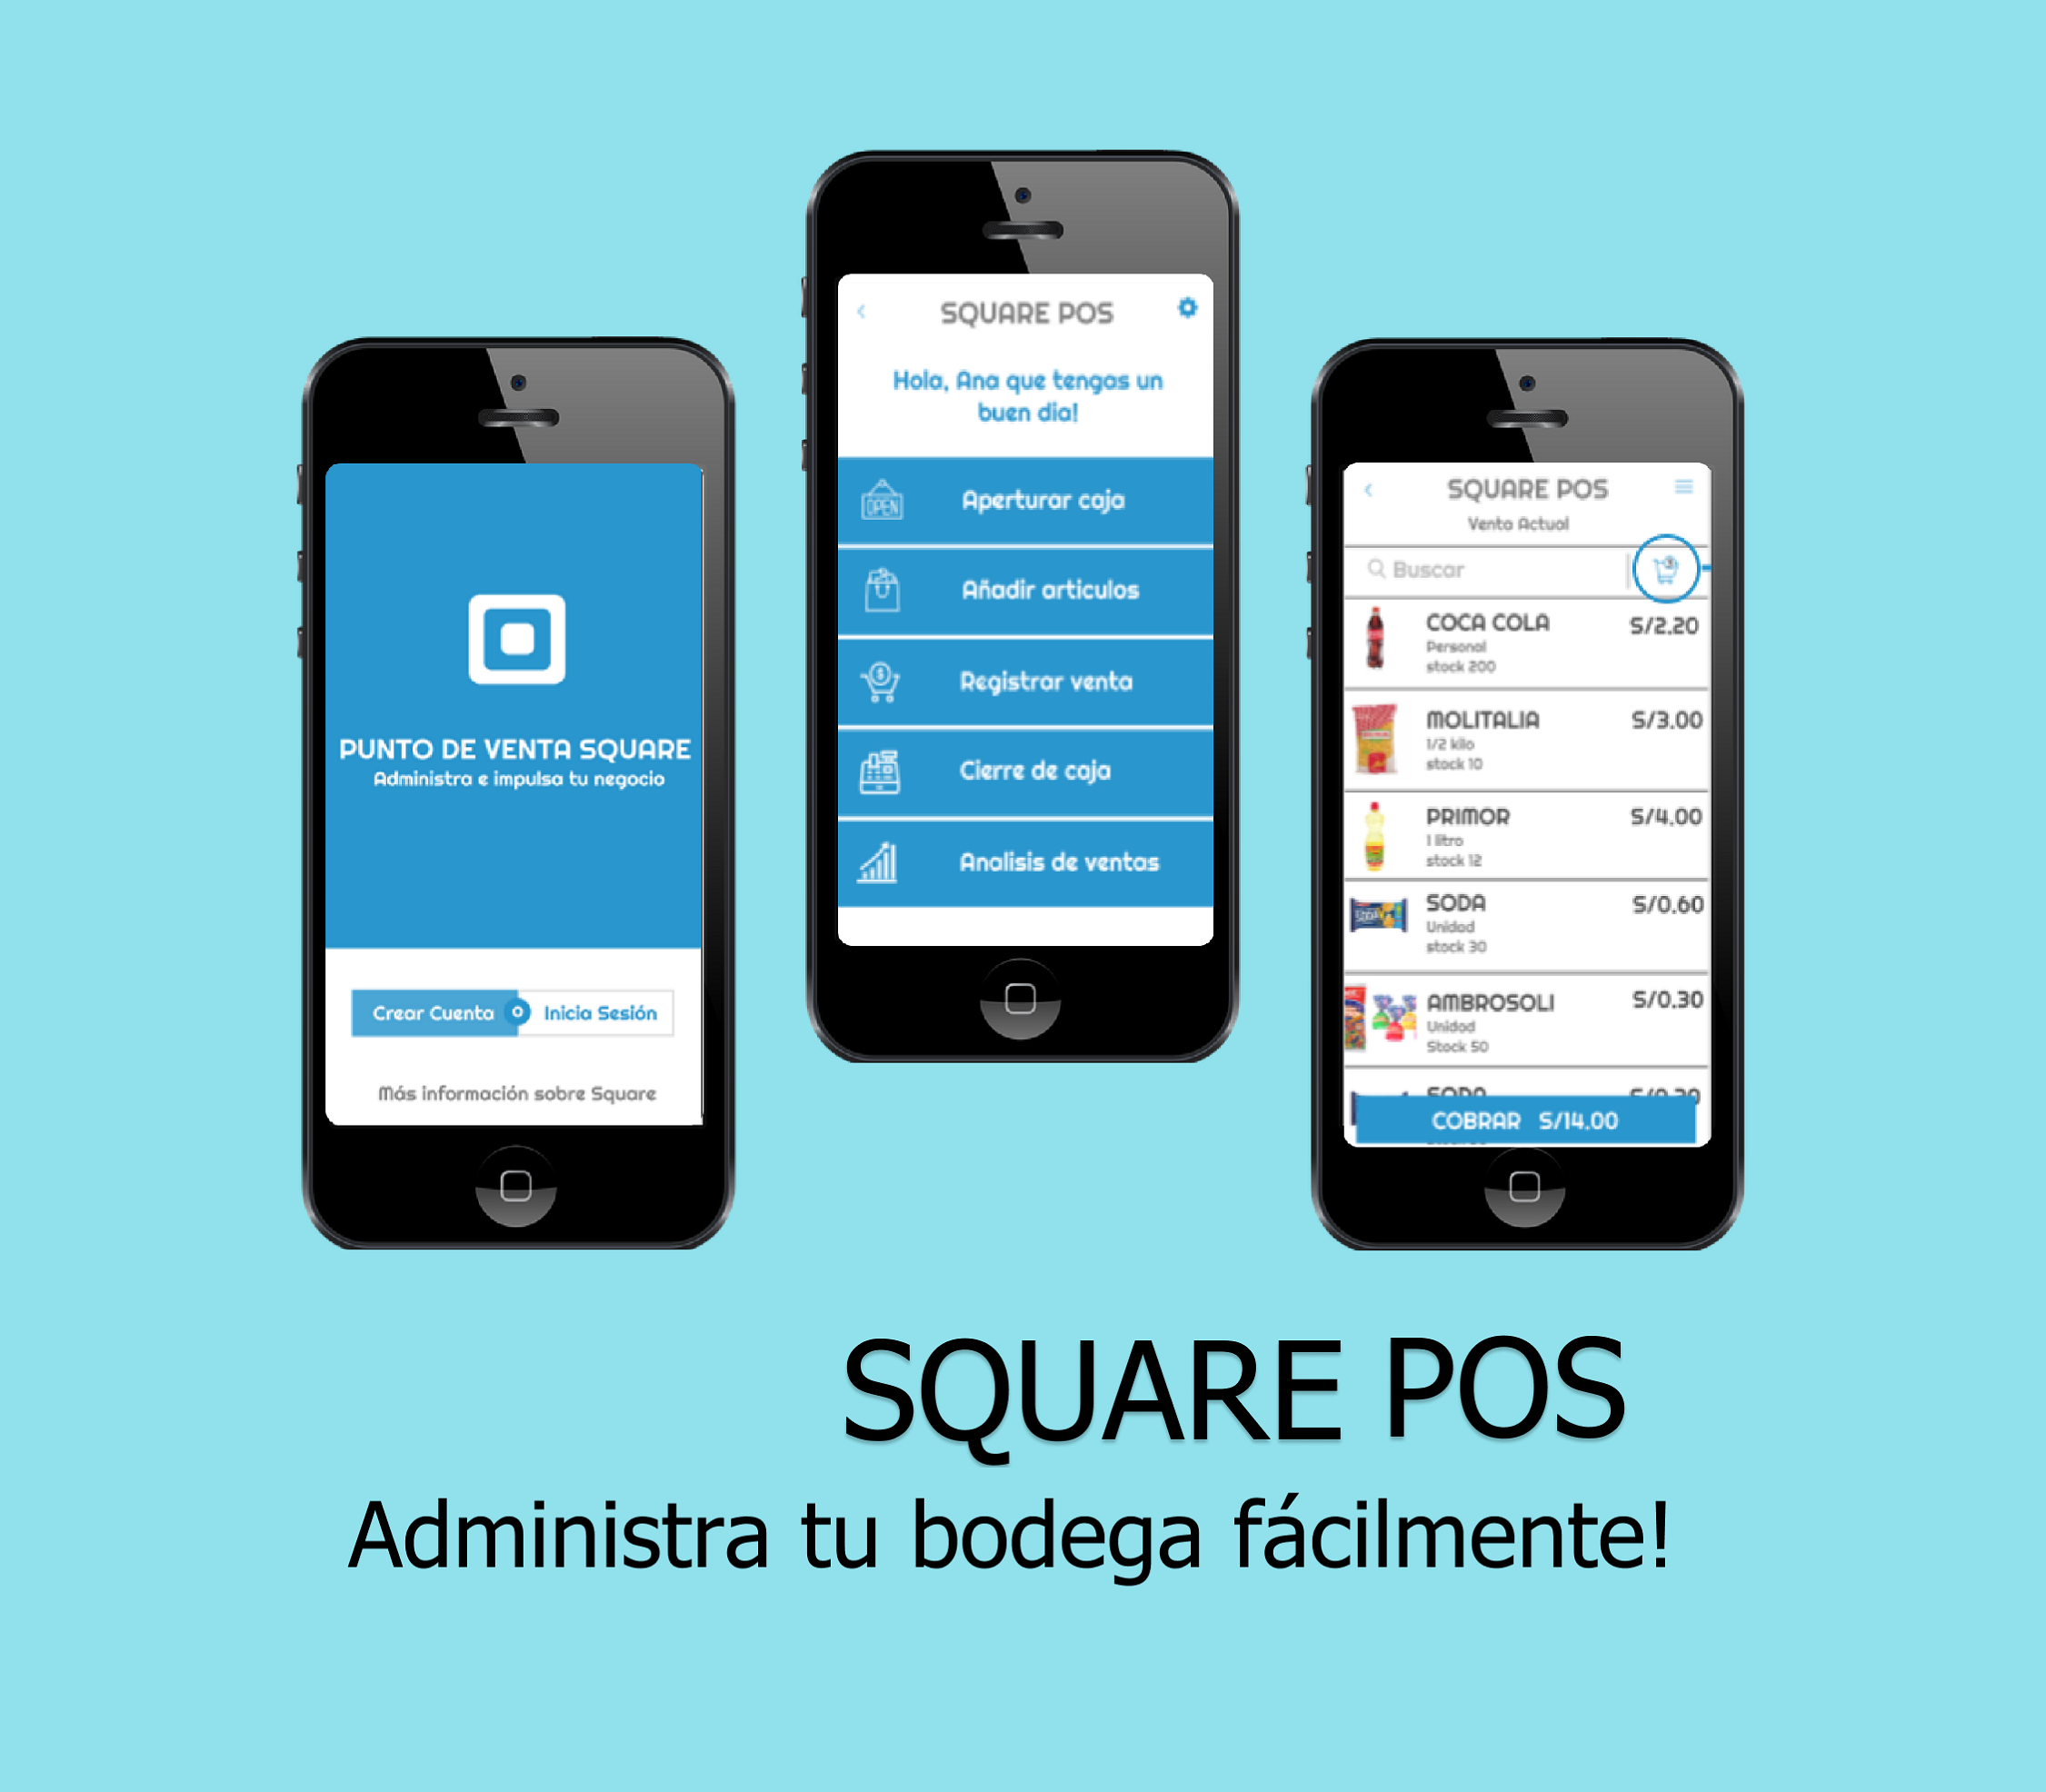 PUNTO DE VENTA SQUARE
Administra e impulsa tu negocio
Crear Cuenta o Inicia Sesión
Más información sobre Square
SQUARE POS
Hola, Ana que tengas un
buen dia!
OPEN
Aperturar caja
Añadir articulos
Registrar venta
Cierre de caja
Analisis de ventas
SQUARE POS
Venta Actual
Buscar
COCA COLA S/2.20
Personal
stock 200
MOLITALIA S/3.00
1/2 kilo
stock 10
PRIMOR S/4.00
1 litro
stock 12
SODA S/0.60
Unidad
stock 30
AMBROSOLI S/0.30
Unidad
Stock 50
SODA
COBRAR S/14.00
SQUARE POS
Administra tu bodega fácilmente!